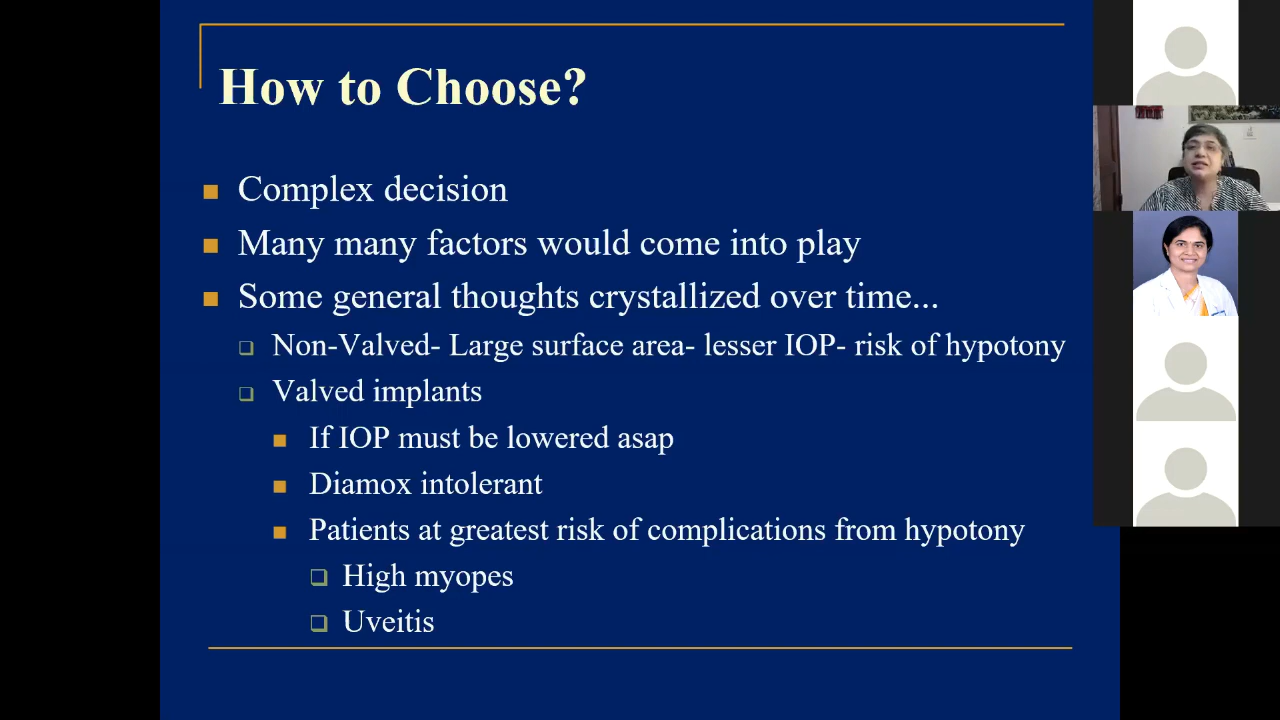 How to Choose?
Complex decision
Many many factors would come into play
Some general thoughts crystallized over time...
Non-Valved- Large surface area- lesser IOP- risk of hypotony
Valved implants
If IOP must be lowered asap
Diamox intolerant
Patients at greatest risk of complications from hypotony
High myopes
Uveitis